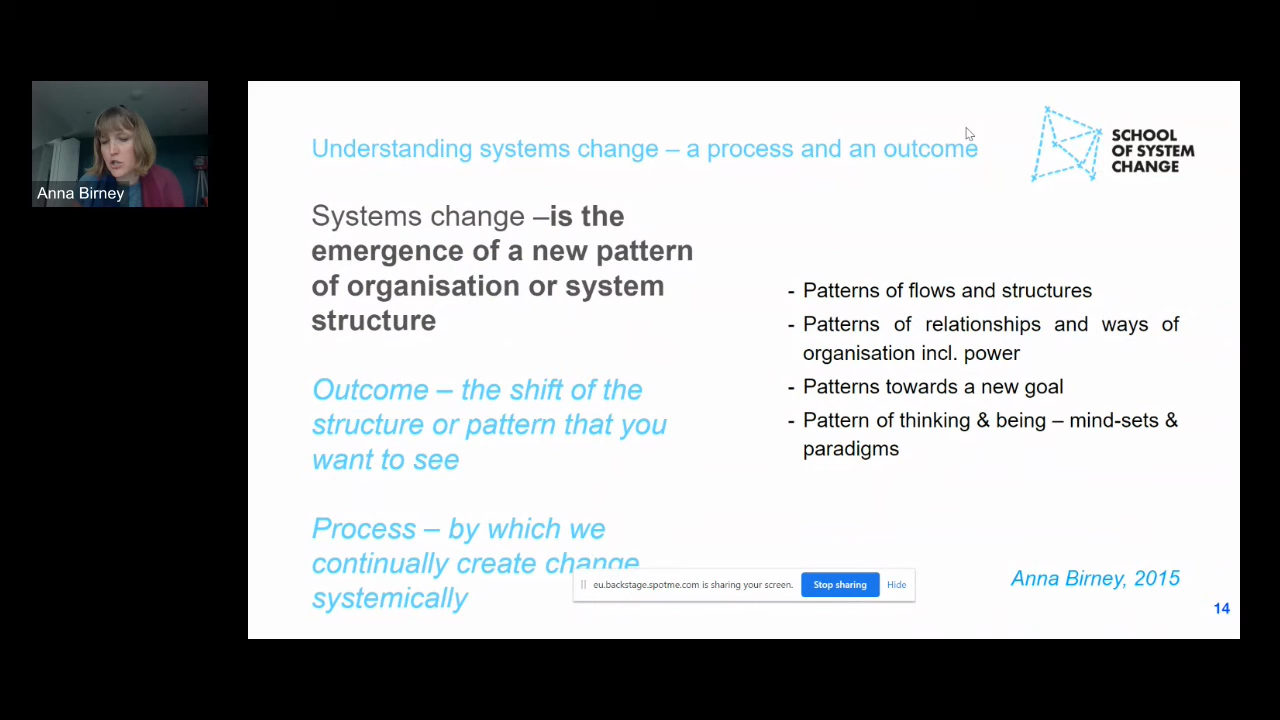 Anna Birney
Understanding systems change – a process and an outcome
SCHOOL
OF SYSTEM
CHANGE
Systems change –is the
emergence of a new pattern
of organisation or system
structure
Outcome – the shift of the
structure or pattern that you
want to see
Process – by which we
continually create change
systemically
- Patterns of flows and structures
- Patterns of relationships and ways of
organisation incl. power
- Patterns towards a new goal
- Pattern of thinking & being – mind-sets &
paradigms
eu.backstage.spotme.com is sharing your screen.
Stop sharing
Hide
Anna Birney, 2015
14